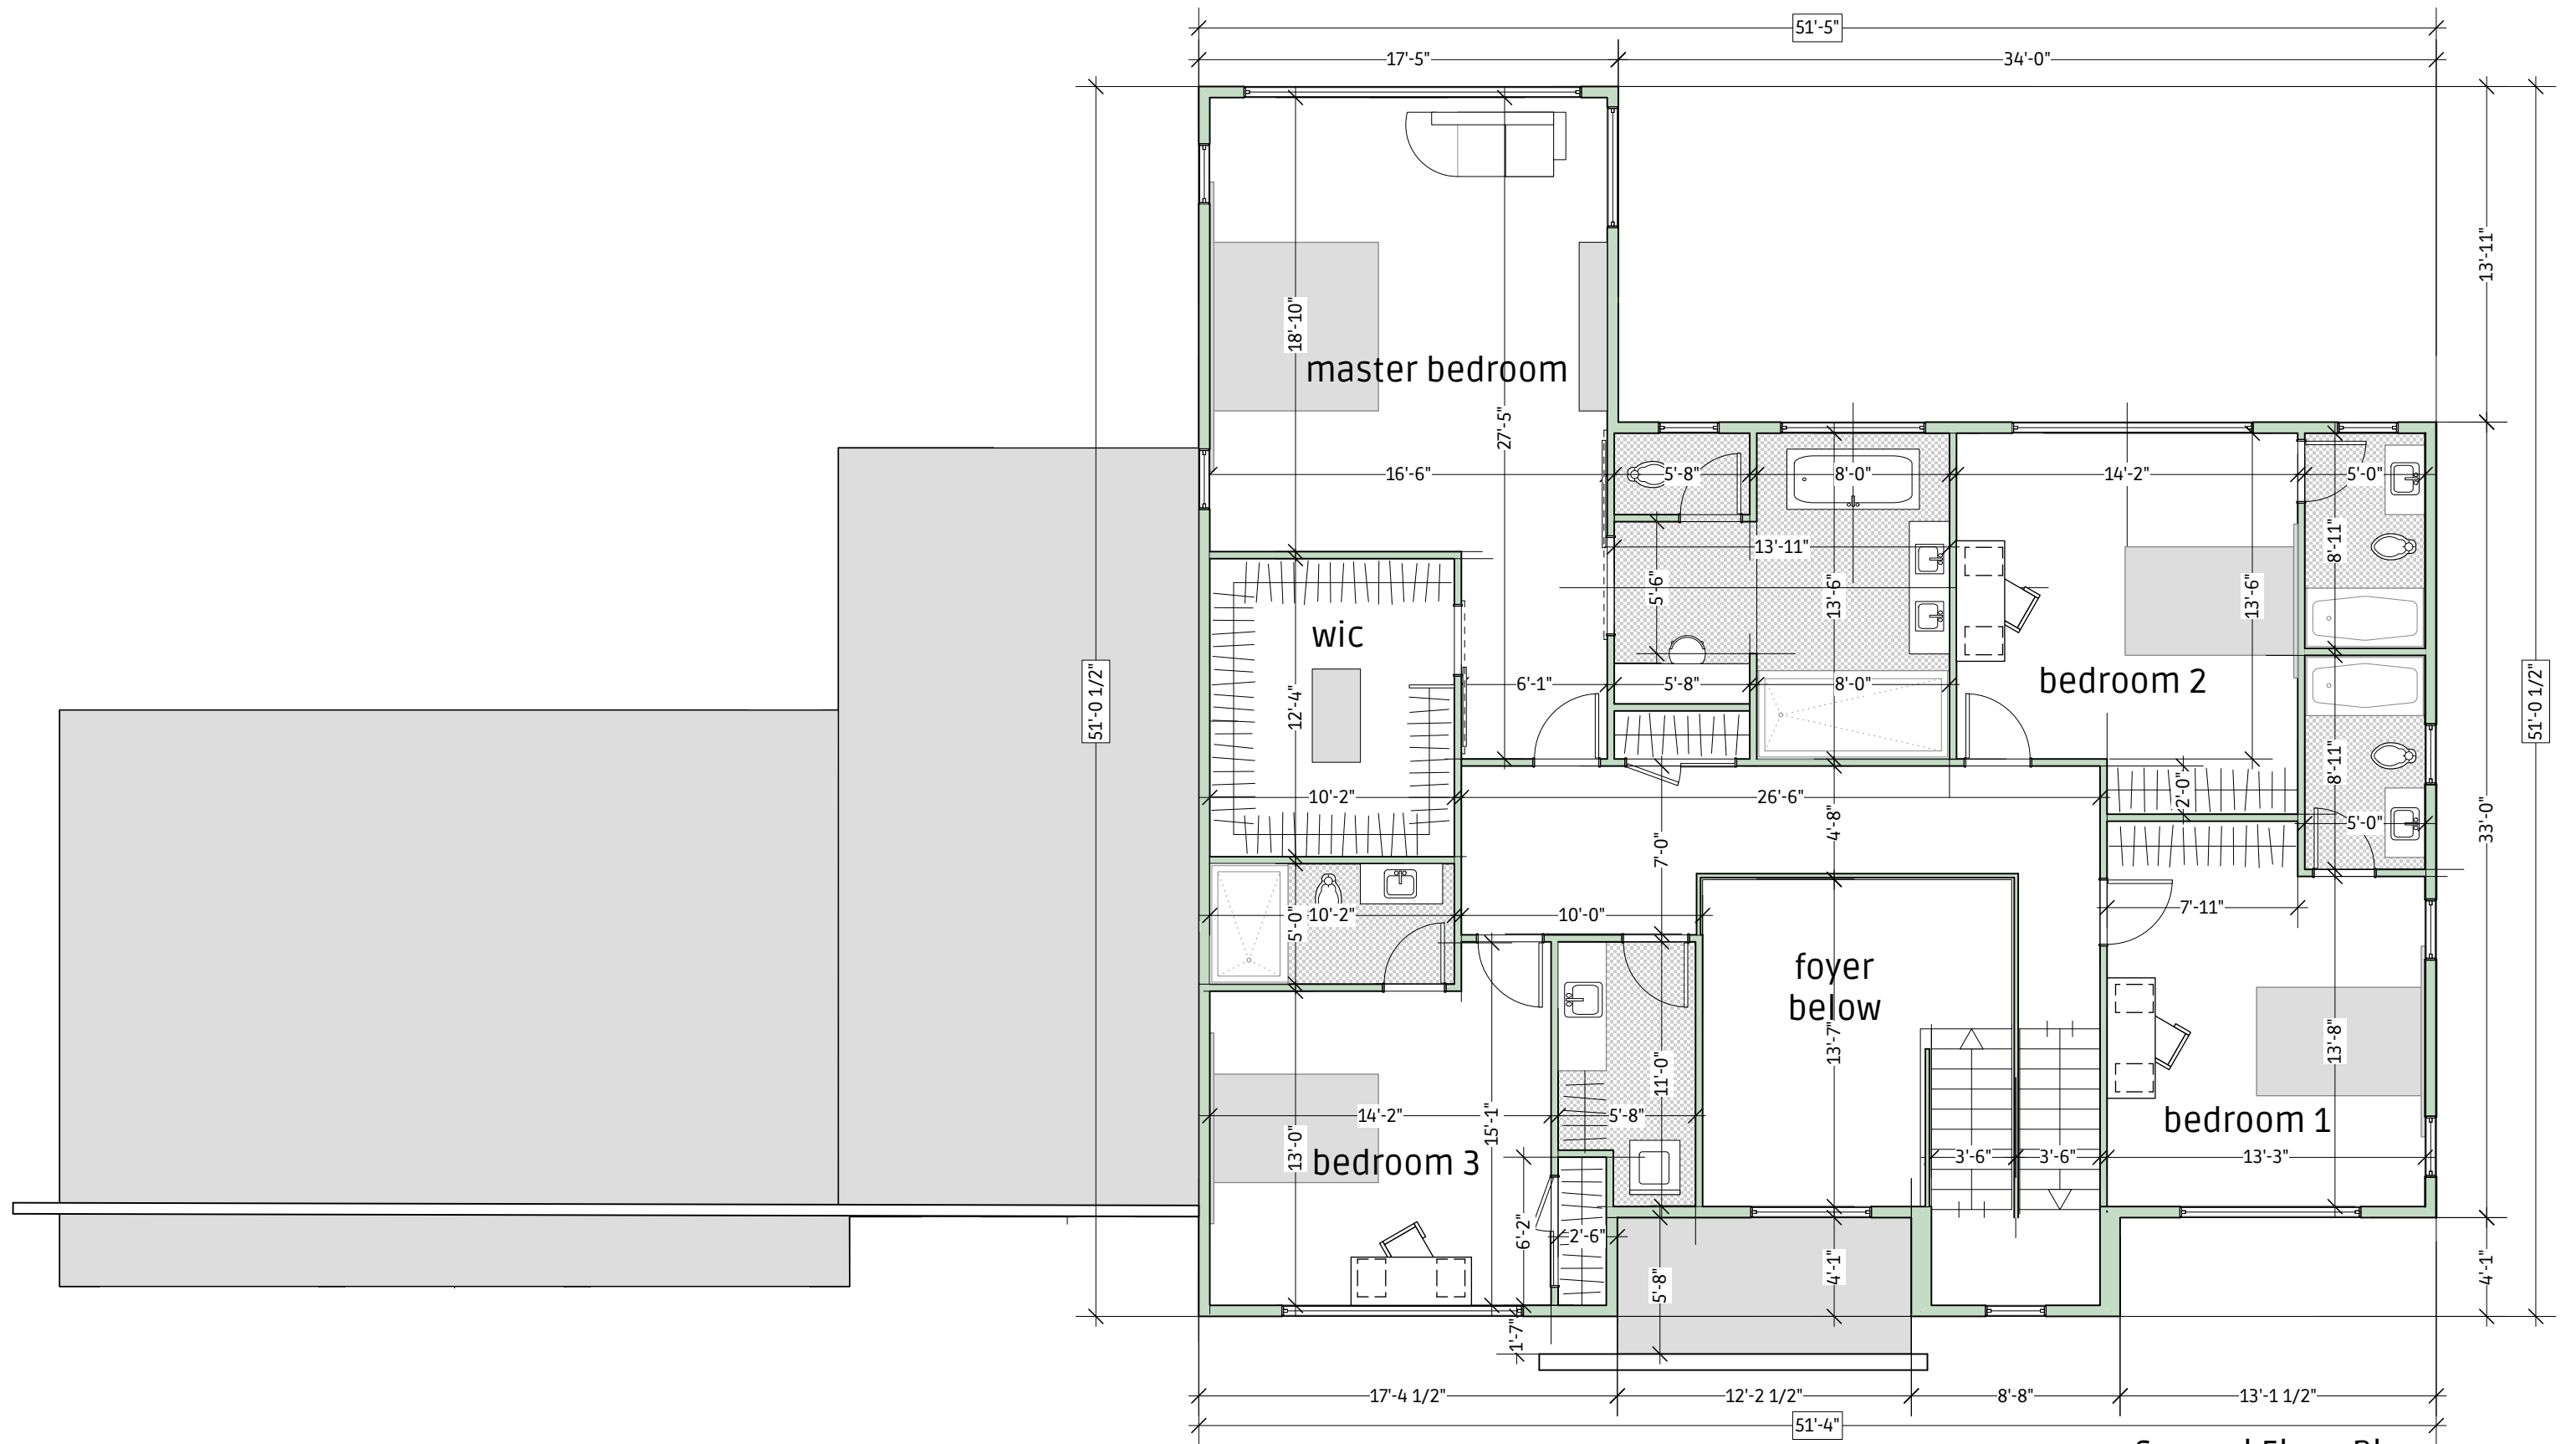 51'-5"
17'-5" 34'-0"
13'-11"
18'-10"
master bedroom
27'-5"
16'-6" 5'-8" 8'-0" 14'-2" 5'-0"
8'-11"
13'-11"
5'-6" 13'-6" 13'-6"
wic
bedroom 2
6'-1" 5'-8" 8'-0"
12'-4"
51'-0 1/2" 51'-0 1/2"
8'-11"
2'-0"
10'-2" 26'-6"
4'-8" 5'-0" 33'-0"
7'-0"
10'-2" 10'-0" 7'-11"
5'-0"
foyer
below
13'-7" 13'-8"
11'-0"
14'-2" 15'-1" 5'-8" bedroom 1
13'-0" bedroom 3 3'-6" 3'-6" 13'-3"
6'-2" 2'-6"
5'-8" 4'-1" 4'-1"
1'-7"
17'-4 1/2" 12'-2 1/2" 8'-8" 13'-1 1/2"
51'-4"